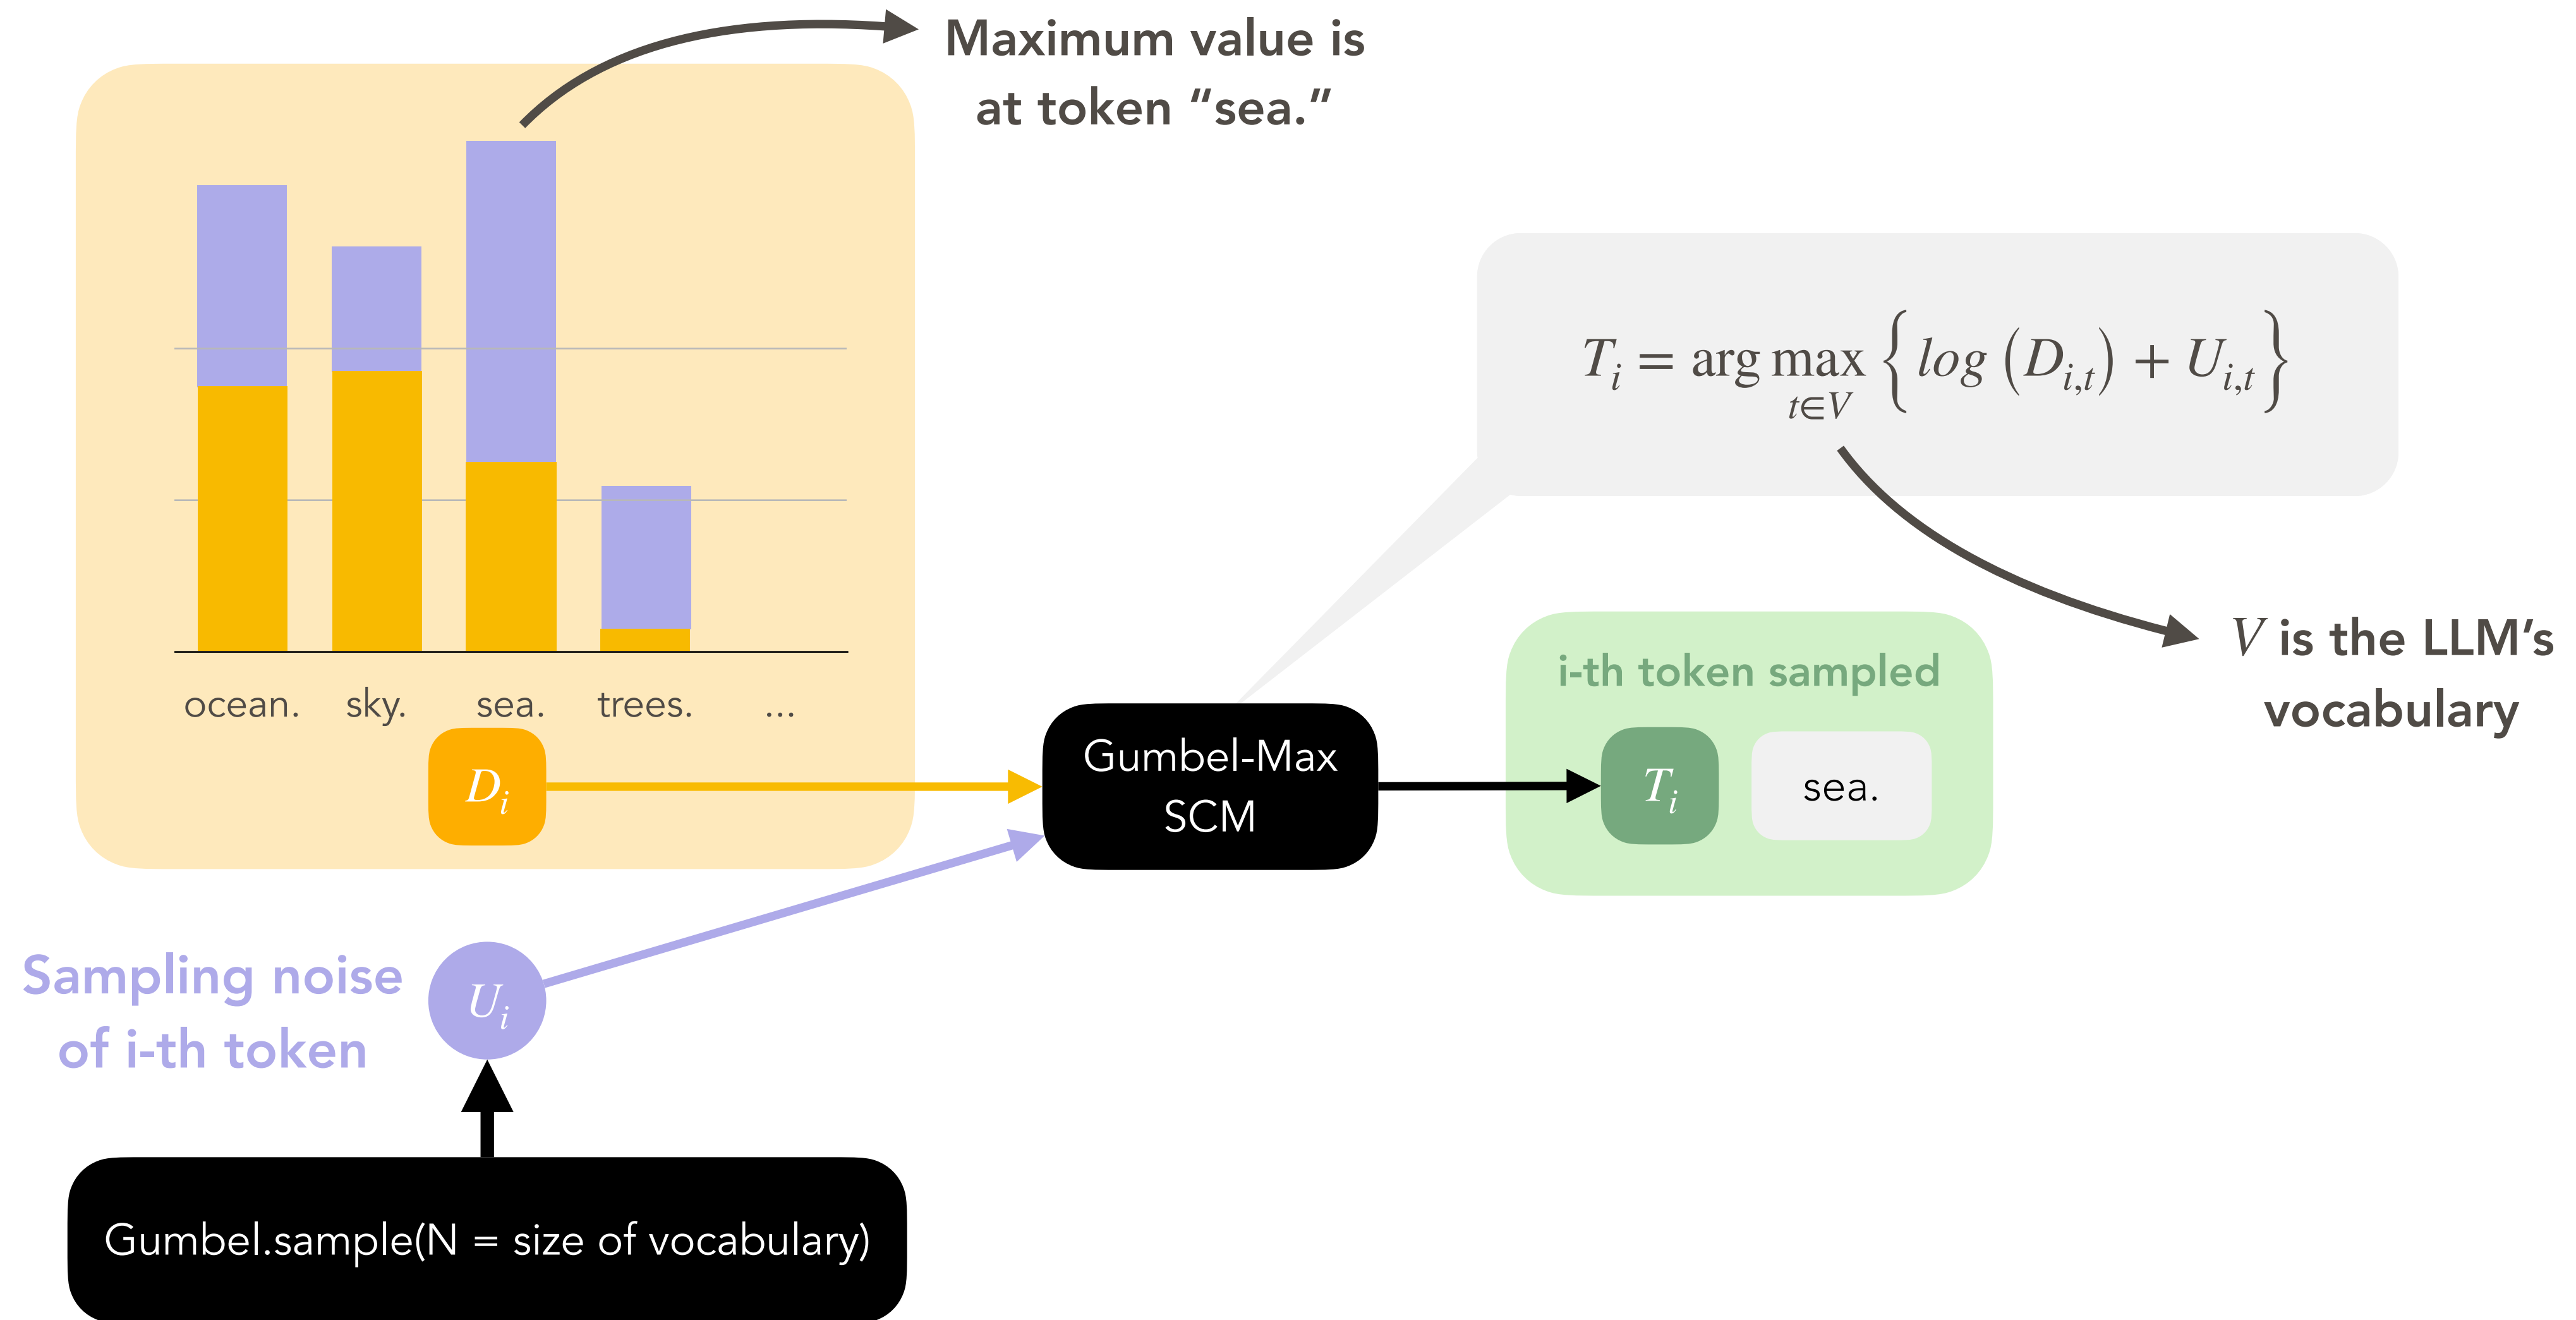 Maximum value is
at token “sea.”
ocean. sky. sea. trees. ...
D_i
T_i = arg max_{t∈V} { log (D_{i,t}) + U_{i,t} }
V is the LLM’s
vocabulary
Gumbel-Max
SCM
i-th token sampled
T_i sea.
Sampling noise
of i-th token
U_i
Gumbel.sample(N = size of vocabulary)